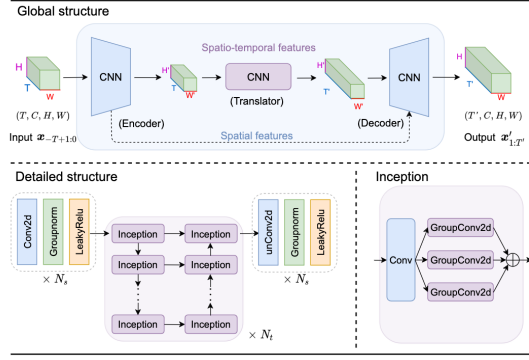 Global structure
Spatio-temporal features
H
T
W
(T, C, H, W)
Input x₋T+1:0
CNN
(Encoder)
H'
T
W'
CNN
(Translator)
H'
T'
W'
CNN
(Decoder)
Spatial features
H
T'
W
(T', C, H, W)
Output x'1:T'
Detailed structure
Conv2d
Groupnorm
LeakyRelu
× Ns
Inception
Inception
Inception
Inception
Inception
Inception
× Nt
unConv2d
Groupnorm
LeakyRelu
× Ns
Inception
Conv
GroupConv2d
GroupConv2d
GroupConv2d